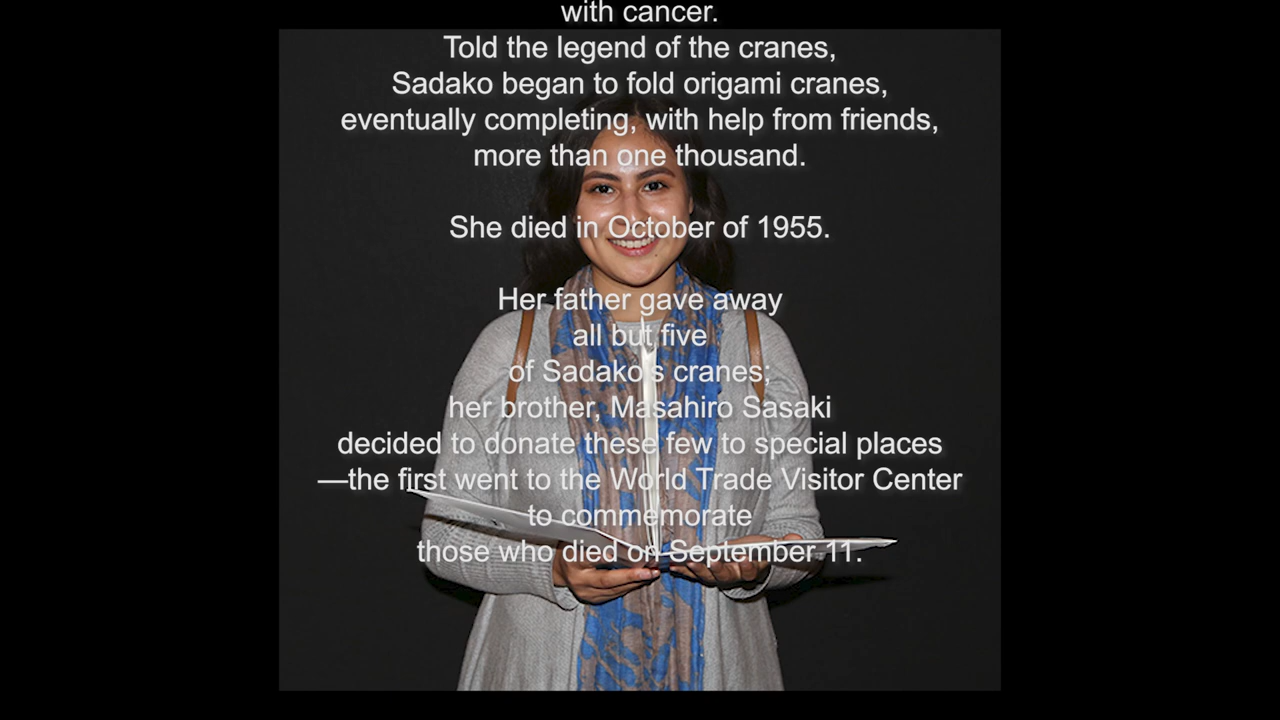 with cancer.
Told the legend of the cranes,
Sadako began to fold origami cranes,
eventually completing, with help from friends,
more than one thousand.
She died in October of 1955.
Her father gave away
all but five
of Sadako's cranes;
her brother, Masahiro Sasaki
decided to donate these few to special places
—the first went to the World Trade Visitor Center
to commemorate
those who died on September 11.